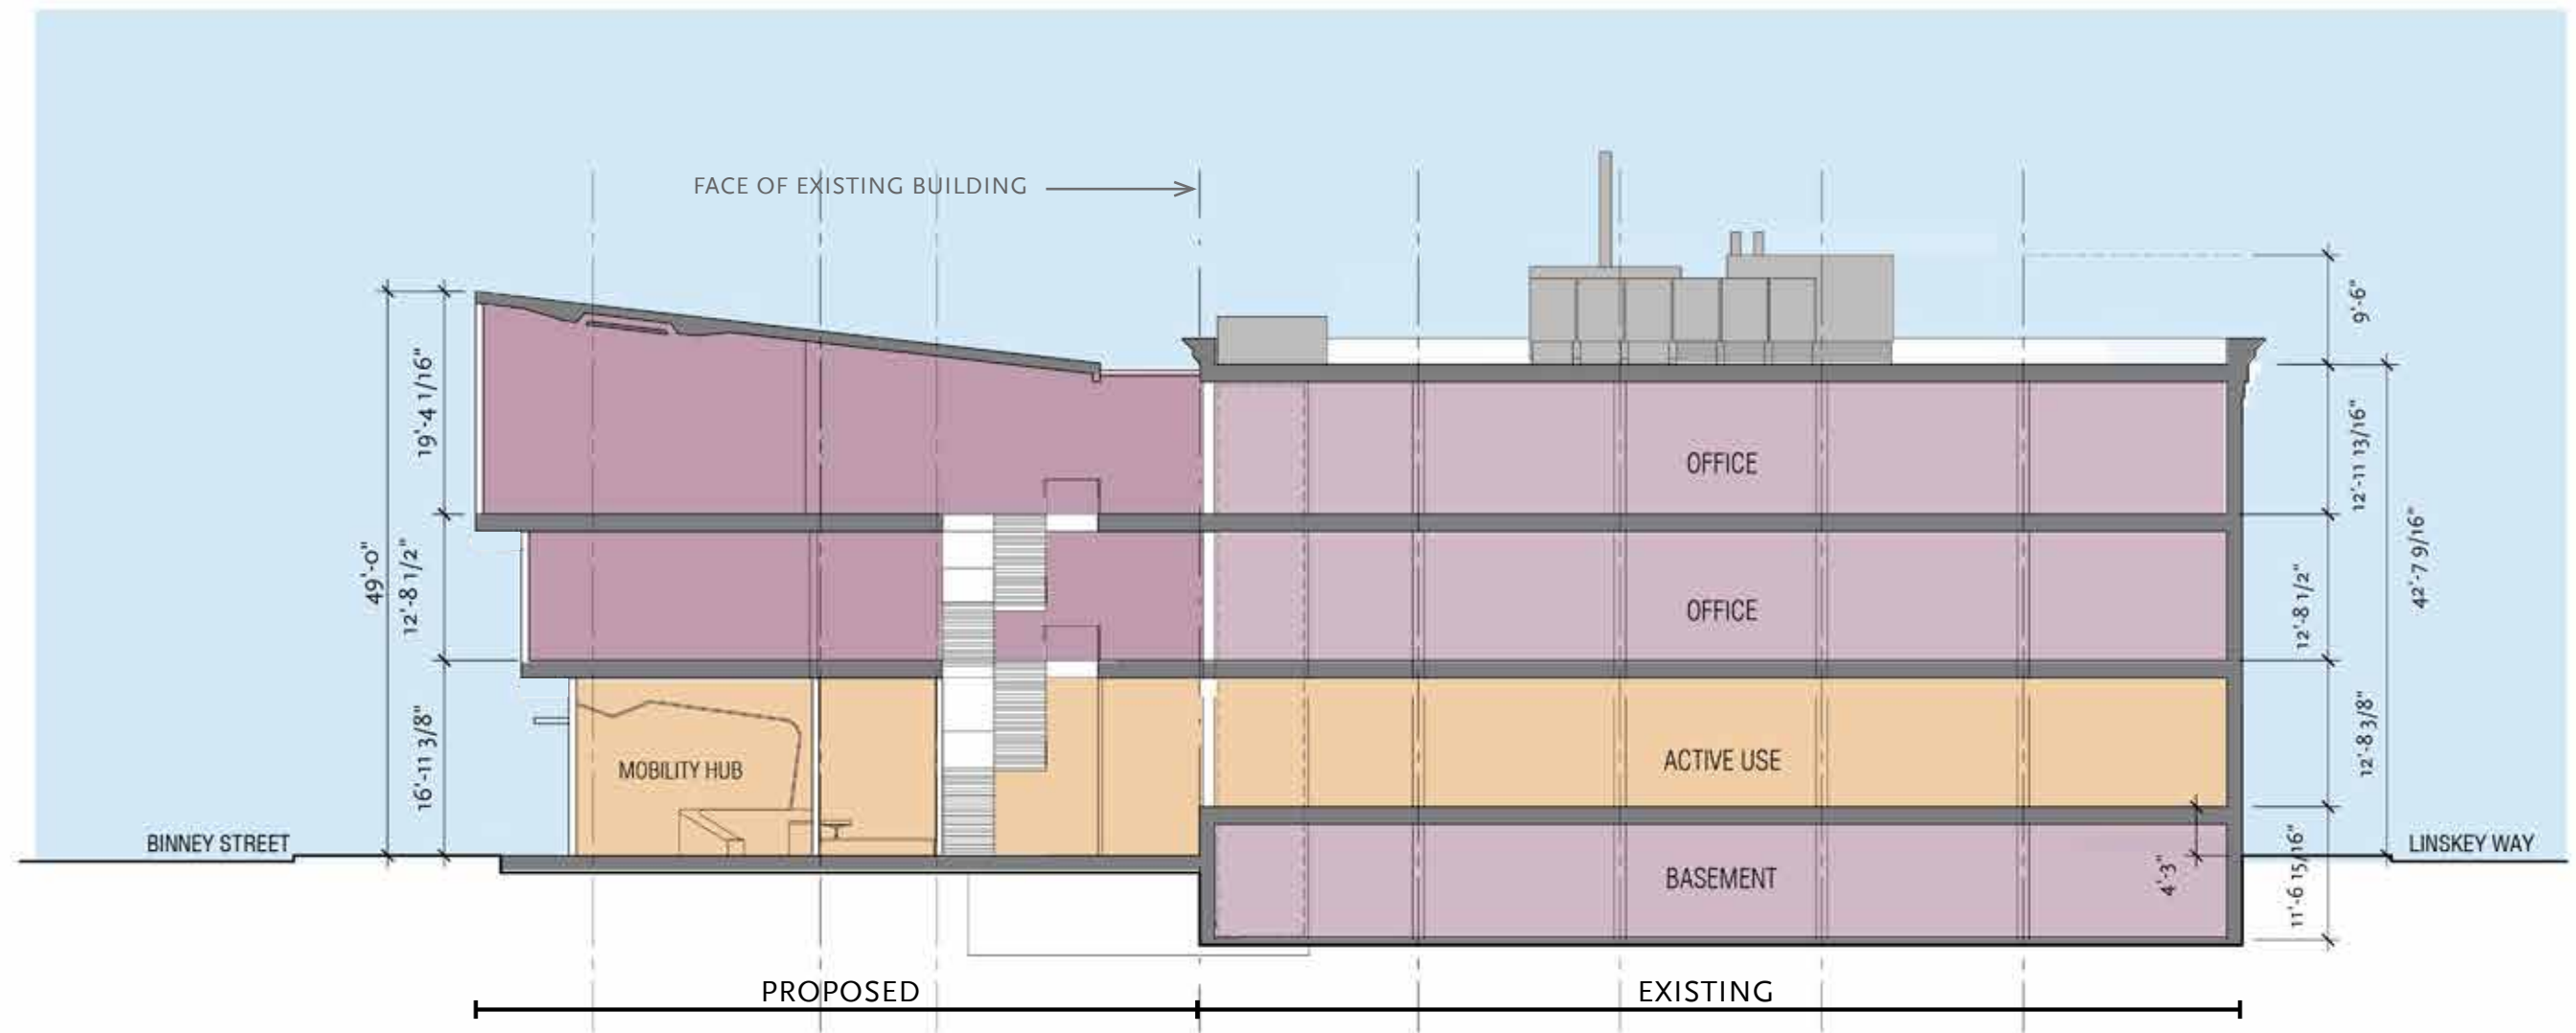 FACE OF EXISTING BUILDING
9'-6"
19'-4 1/16"
12'-11 13/16"
OFFICE
49'-0"
12'-8 1/2"
42'-7 9/16"
12'-8 1/2"
OFFICE
16'-11 3/8"
12'-8 3/8"
MOBILITY HUB
ACTIVE USE
BINNEY STREET
LINSKEY WAY
4'-3"
11'-6 15/16"
BASEMENT
PROPOSED
EXISTING